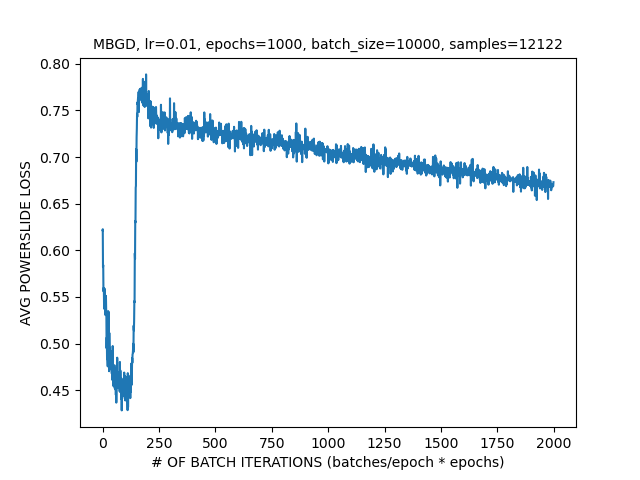 MBGD, lr=0.01, epochs=1000, batch_size=10000, samples=12122
0.80
0.75
0.70
0.65
0.60
0.55
0.50
0.45
AVG POWERSLIDE LOSS
0 250 500 750 1000 1250 1500 1750 2000
# OF BATCH ITERATIONS (batches/epoch * epochs)